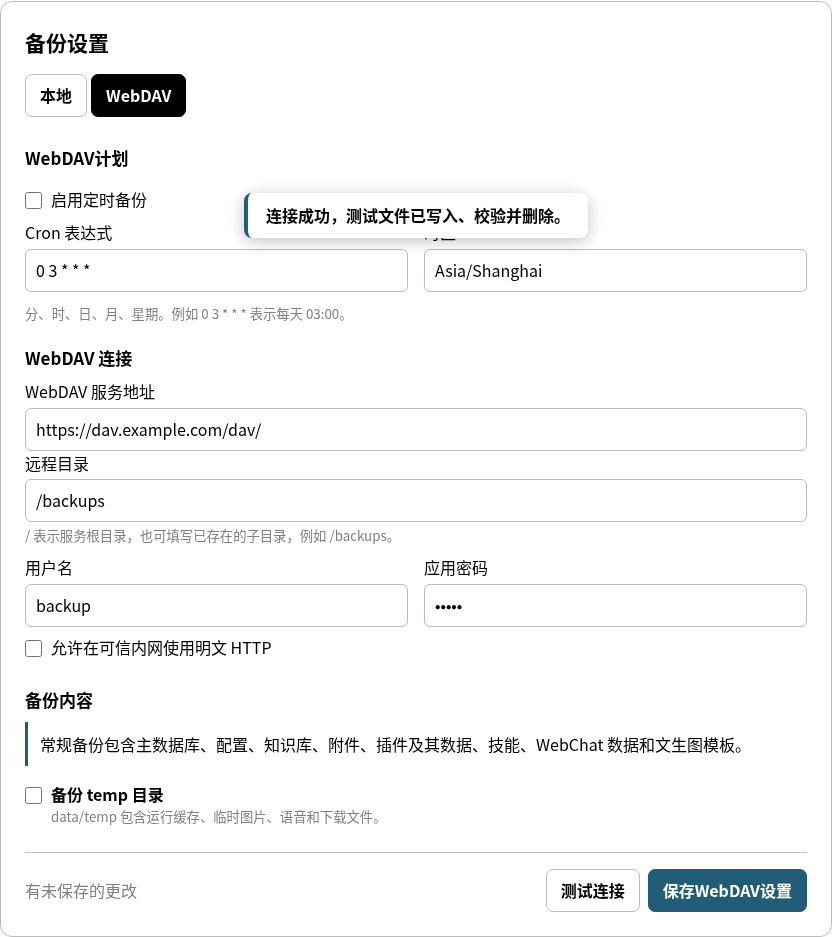 备份设置
本地 WebDAV
WebDAV计划
启用定时备份
连接成功，测试文件已写入、校验并删除。
Cron 表达式
0 3 * * * Asia/Shanghai
分、时、日、月、星期。例如 0 3 * * * 表示每天 03:00。
WebDAV 连接
WebDAV 服务地址
https://dav.example.com/dav/
远程目录
/backups
/ 表示服务根目录，也可填写已存在的子目录，例如 /backups。
用户名 应用密码
backup •••••
允许在可信内网使用明文 HTTP
备份内容
常规备份包含主数据库、配置、知识库、附件、插件及其数据、技能、WebChat 数据和文生图模板。
备份 temp 目录
data/temp 包含运行缓存、临时图片、语音和下载文件。
有未保存的更改 测试连接 保存WebDAV设置